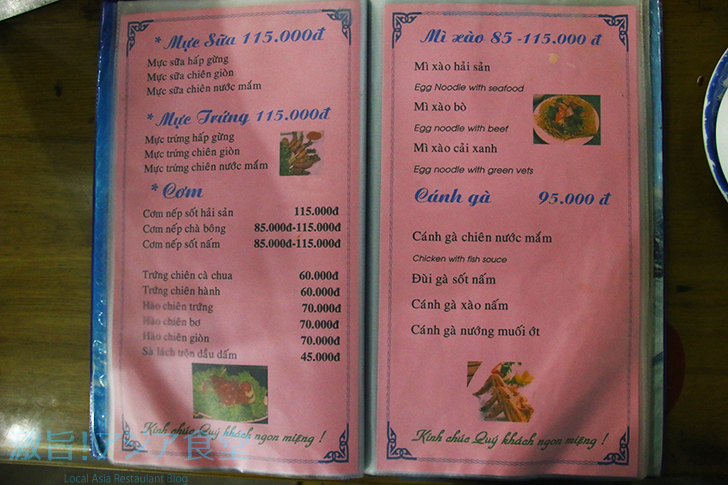 * Mực Sữa 115.000đ
Mực sữa hấp gừng
Mực sữa chiên giòn
Mực sữa chiên nước mắm
* Mực Trứng 115.000đ
Mực trứng hấp gừng
Mực trứng chiên giòn
Mực trứng chiên nước mắm
* Cơm
Cơm nếp sốt hải sản 115.000đ
Cơm nếp chà bông 85.000đ-115.000đ
Cơm nếp sốt nấm 85.000đ-115.000đ
Trứng chiên cà chua 60.000đ
Trứng chiên hành 60.000đ
Hào chiên trứng 70.000đ
Hào chiên bơ 70.000đ
Hào chiên giòn 70.000đ
Sà lách trộn dầu dấm 45.000đ
Kính chúc Quý khách ngon miệng !
Mì xào 85 -115.000 đ
Mì xào hải sản
Egg Noodle with seafood
Mì xào bò
Egg noodle with beef
Mì xào cải xanh
Egg noodle with green vets
Cánh gà 95.000 đ
Cánh gà chiên nước mắm
Chicken with fish souce
Đùi gà sốt nấm
Cánh gà xào nấm
Cánh gà nướng muối ớt
Kính chúc Quý khách ngon miệng !
激旨!アジア食堂
Local Asia Restaurant Blog